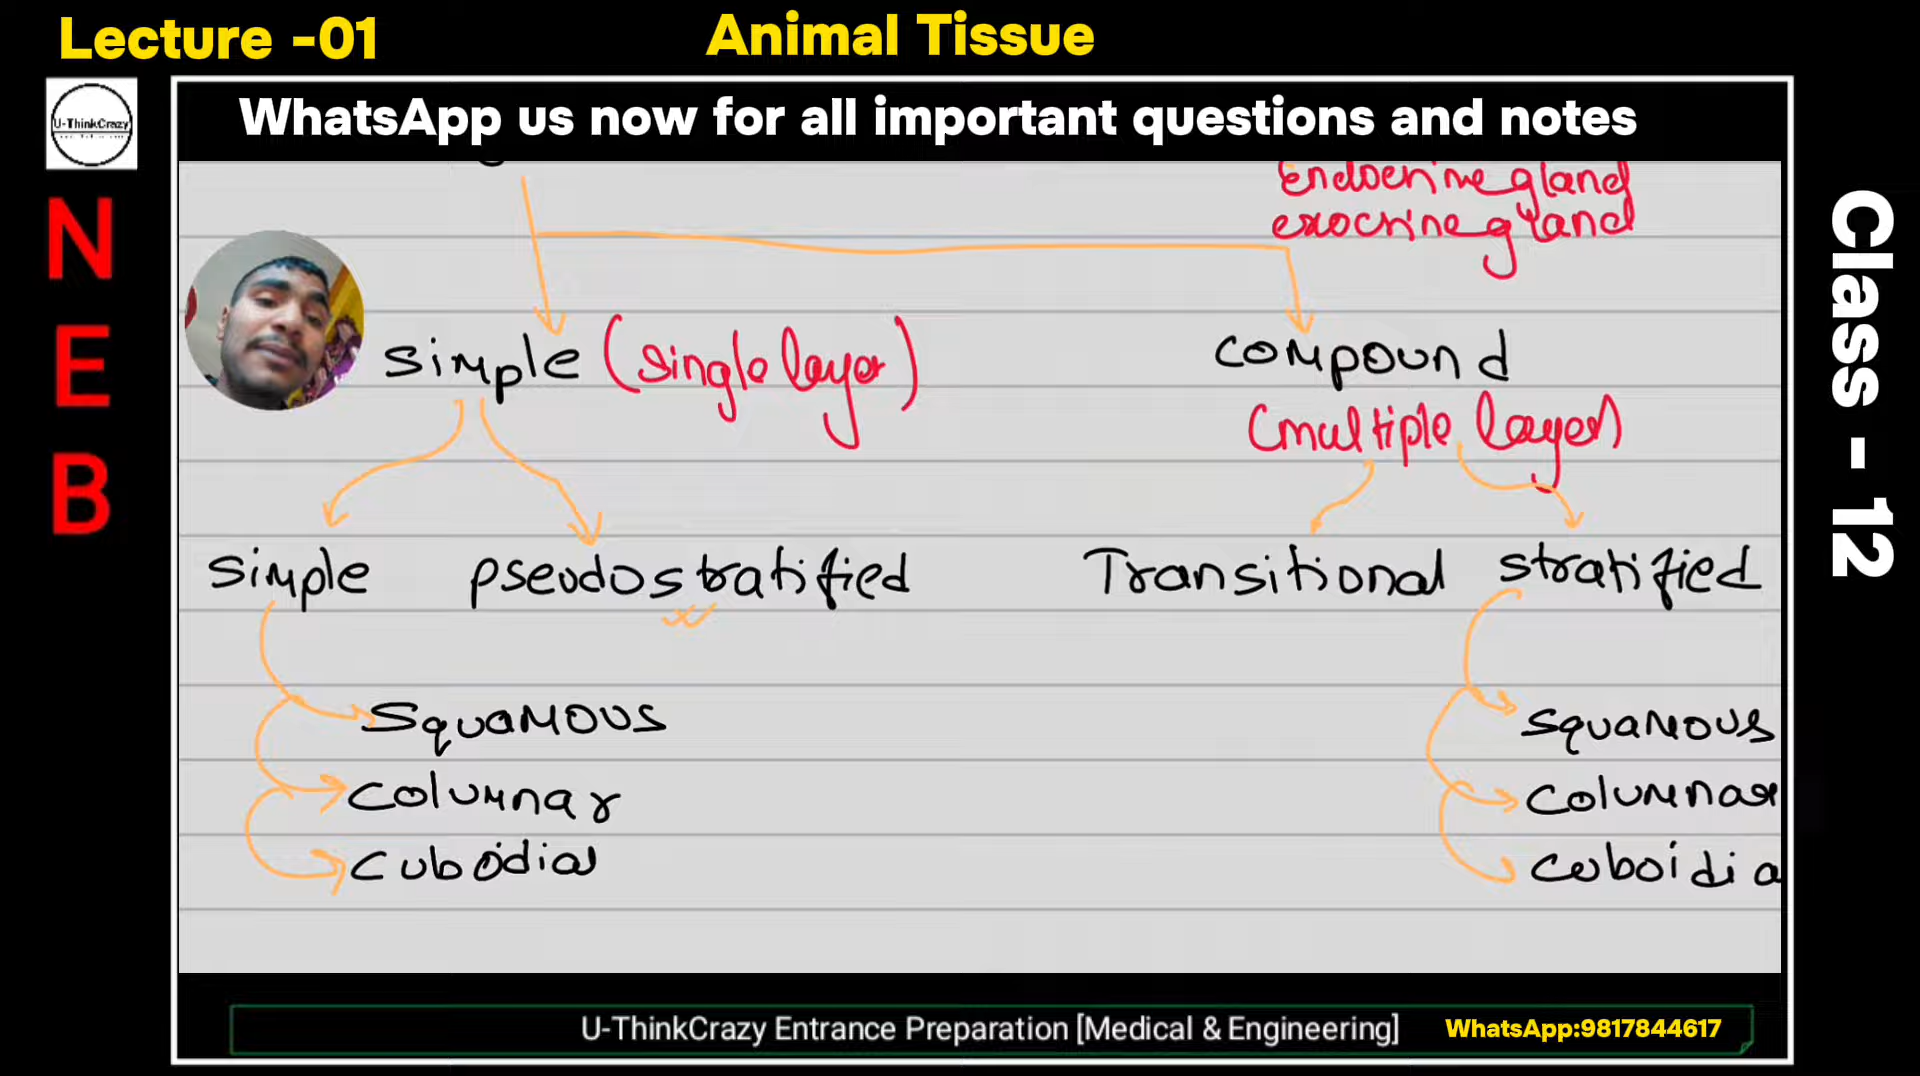 Lecture -01
Animal Tissue
U-ThinkCrazy
WhatsApp us now for all important questions and notes
NEB
Class - 12
Endocrine gland
exocrine gland
simple (single layer)
compound
(multiple layer)
simple
pseudostratified
Transitional
stratified
squamous
columnar
cubodial
squamous
columnar
cuboidia
U-ThinkCrazy Entrance Preparation [Medical & Engineering]
WhatsApp:9817844617